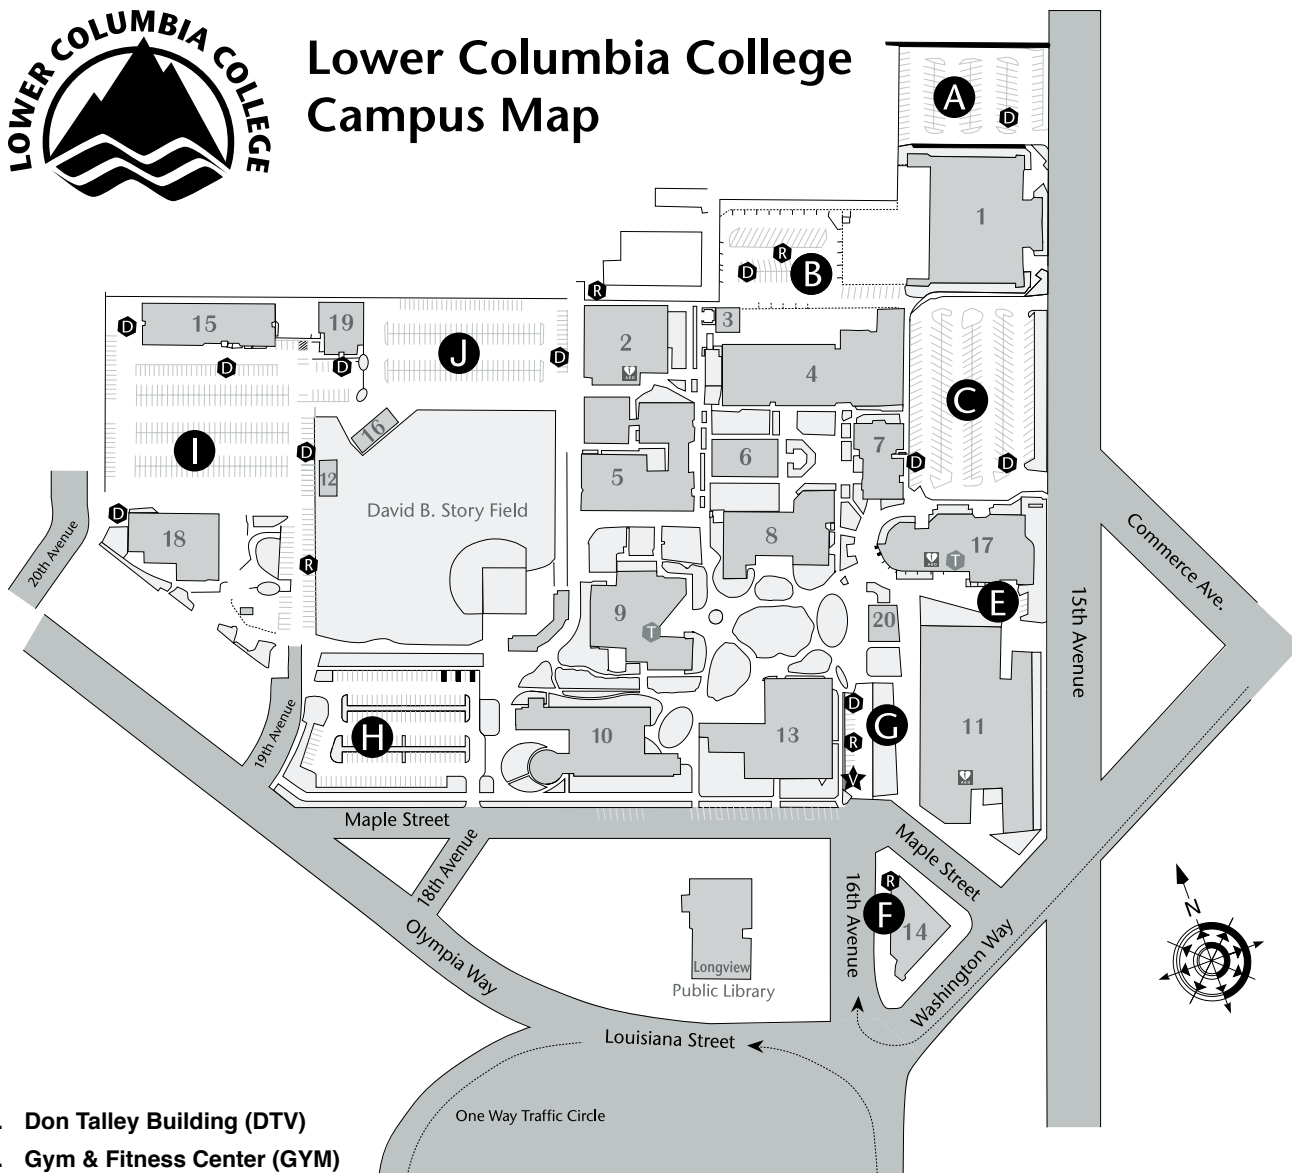 LOWER COLUMBIA COLLEGE
Lower Columbia College
Campus Map
A
D
1
R
D
B
R
D
15
19
2
AED
3
4
J
D
D
D
C
16
I
D
12
5
6
7
D
D
David B. Story Field
D
18
R
8
17
AED
T
20th Avenue
Commerce Ave.
9
T
E
20
15th Avenue
19th Avenue
H
10
13
D
R
V
G
11
AED
Maple Street
18th Avenue
Maple Street
16th Avenue
R
F
14
N
Olympia Way
Longview
Public Library
Washington Way
Louisiana Street
One Way Traffic Circle
. Don Talley Building (DTV)
. Gym & Fitness Center (GYM)